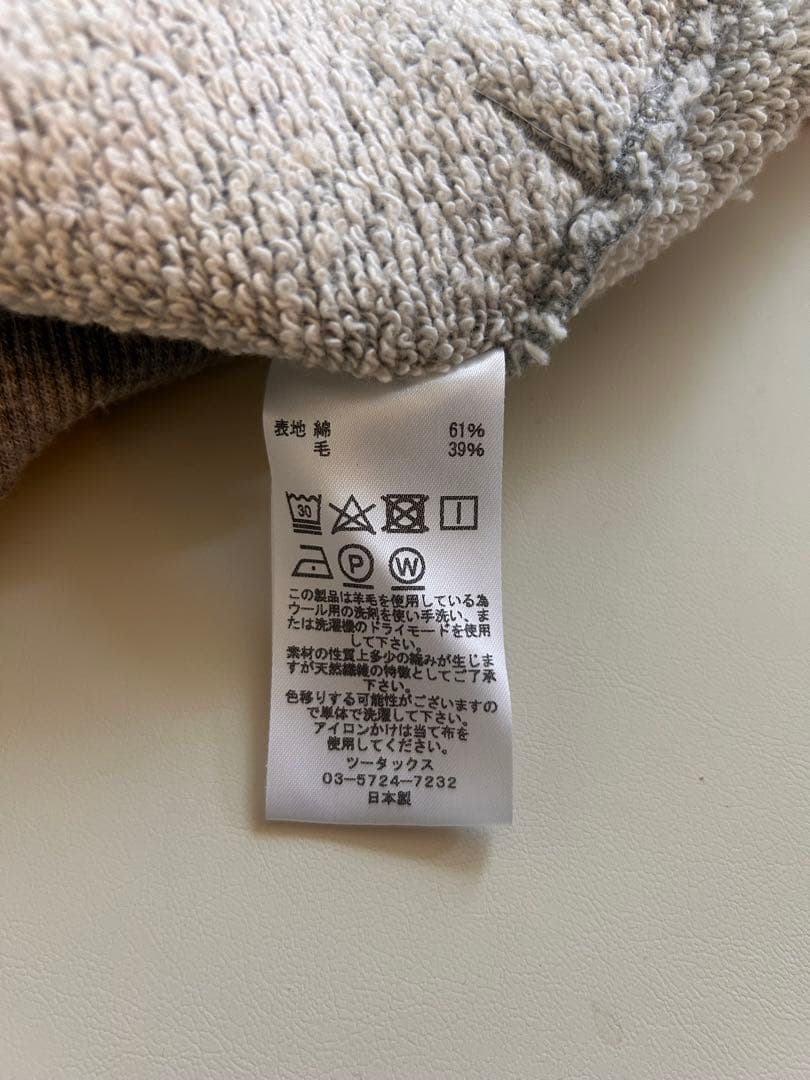 表地 綿 61%
毛 39%
30
P W
この製品は羊毛を使用している為
ウール用の洗剤を使い手洗い、ま
たは洗濯機のドライモードを使用
して下さい。
素材の性質上多少の縮みが生じま
すが天然繊維の特徴としてご了承
下さい。
色移りする可能性がございますの
で単体で洗濯して下さい。
アイロンかけは当て布を
使用してください。
ツータックス
03-5724-7232
日本製